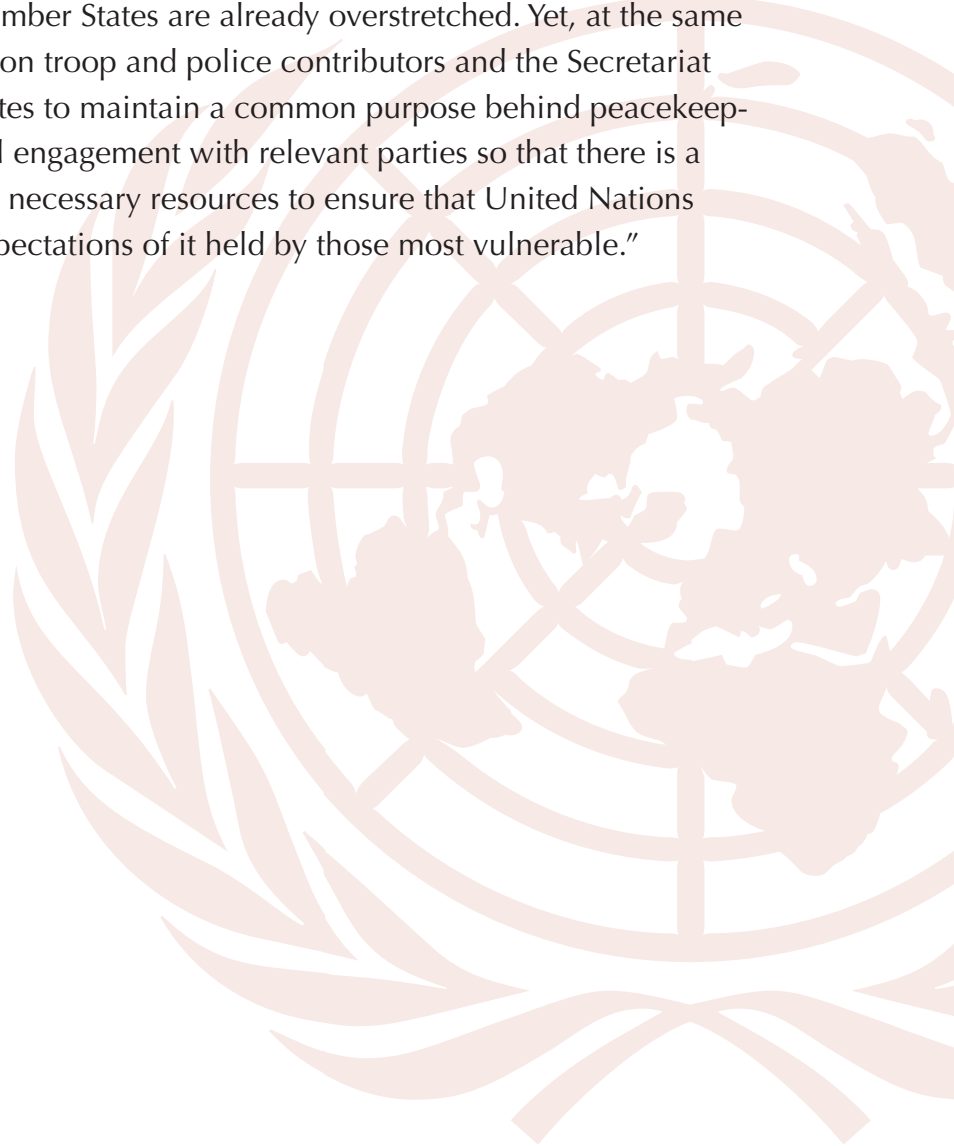 mber States are already overstretched. Yet, at the same
on troop and police contributors and the Secretariat
tes to maintain a common purpose behind peacekeep-
engagement with relevant parties so that there is a
necessary resources to ensure that United Nations
pectations of it held by those most vulnerable.”